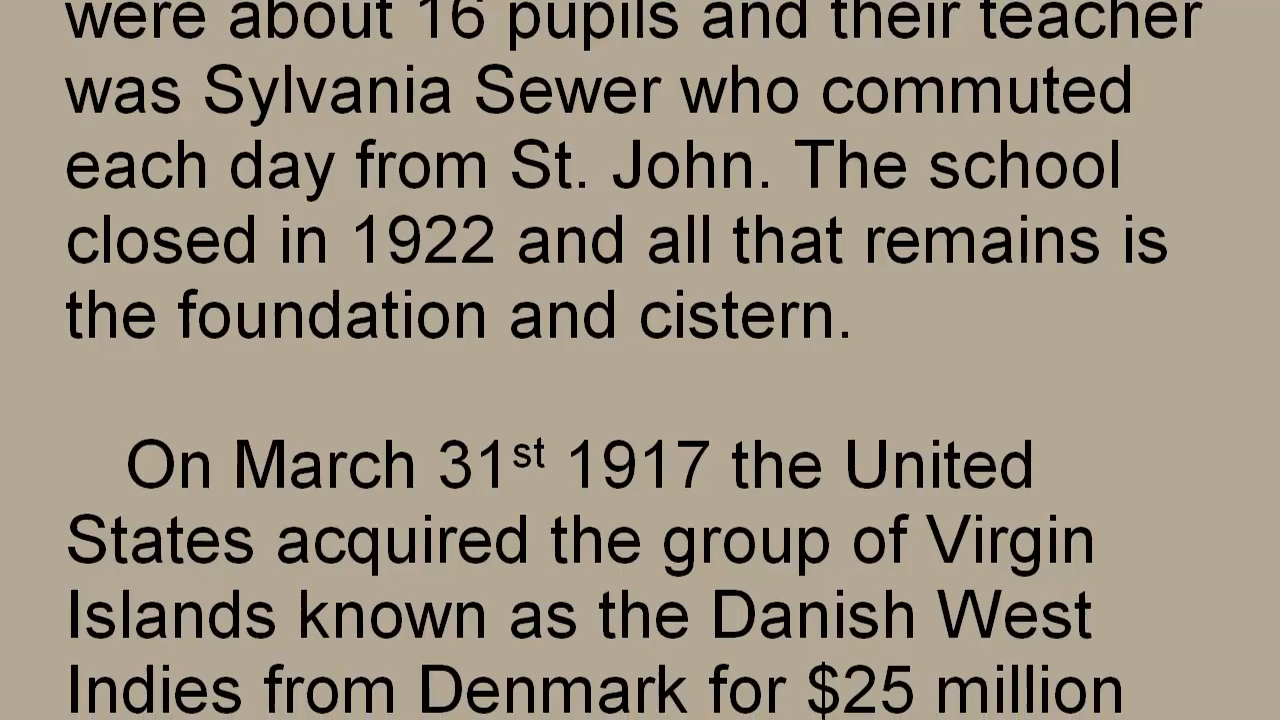 were about 16 pupils and their teacher
was Sylvania Sewer who commuted
each day from St. John. The school
closed in 1922 and all that remains is
the foundation and cistern.
On March 31st 1917 the United
States acquired the group of Virgin
Islands known as the Danish West
Indies from Denmark for $25 million